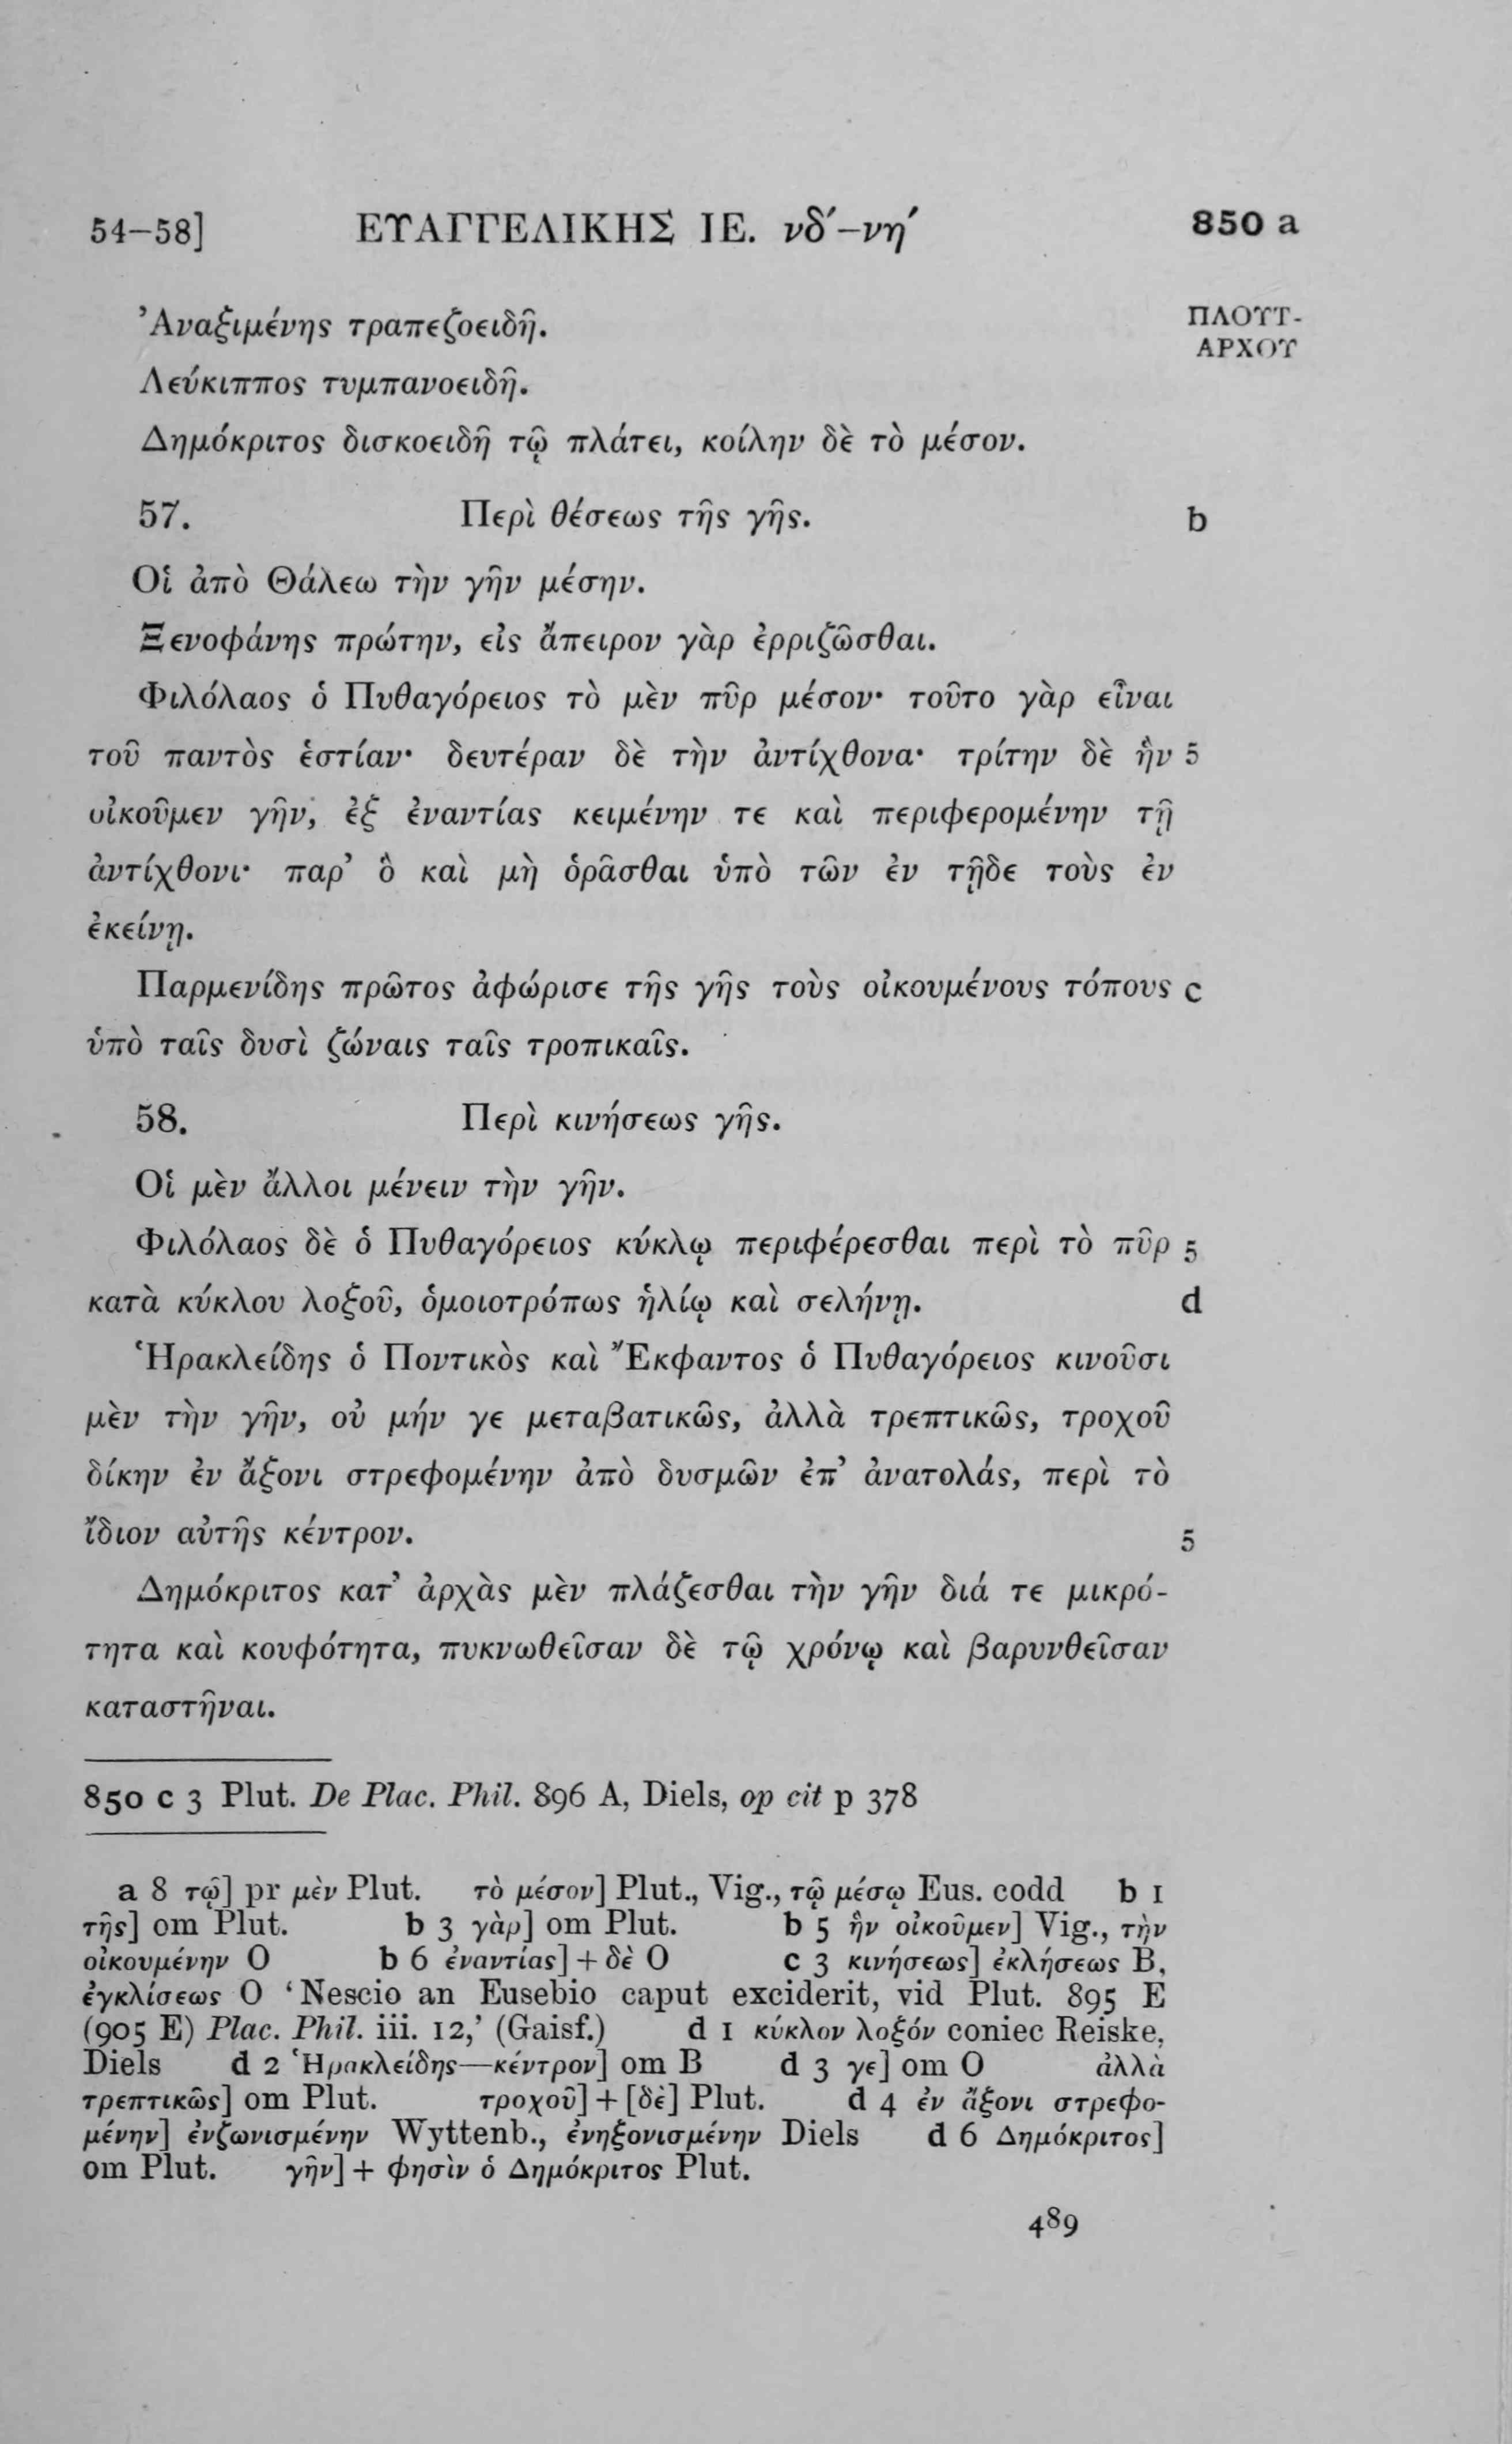 54–58] ΕΥΑΓΓΕΛΙΚΗΣ ΙΕ. νδ´–νη´ 850 a
Ἀναξιμένης τραπεζοειδῆ. ΠΛΟΥΤ-
ΑΡΧΟΥ
Λεύκιππος τυμπανοειδῆ.
Δημόκριτος δισκοειδῆ τῷ πλάτει, κοίλην δὲ τὸ μέσον.
57. Περὶ θέσεως τῆς γῆς. b
Οἱ ἀπὸ Θάλεω τὴν γῆν μέσην.
Ξενοφάνης πρώτην, εἰς ἄπειρον γὰρ ἐρριζῶσθαι.
Φιλόλαος ὁ Πυθαγόρειος τὸ μὲν πῦρ μέσον· τοῦτο γὰρ εἶναι
τοῦ παντὸς ἑστίαν· δευτέραν δὲ τὴν ἀντίχθονα· τρίτην δὲ ἣν 5
οἰκοῦμεν γῆν, ἐξ ἐναντίας κειμένην τε καὶ περιφερομένην τῇ
ἀντίχθονι· παρ’ ὃ καὶ μὴ ὁρᾶσθαι ὑπὸ τῶν ἐν τῇδε τοὺς ἐν
ἐκείνῃ.
Παρμενίδης πρῶτος ἀφώρισε τῆς γῆς τοὺς οἰκουμένους τόπους c
ὑπὸ ταῖς δυσὶ ζώναις ταῖς τροπικαῖς.
58. Περὶ κινήσεως γῆς.
Οἱ μὲν ἄλλοι μένειν τὴν γῆν.
Φιλόλαος δὲ ὁ Πυθαγόρειος κύκλῳ περιφέρεσθαι περὶ τὸ πῦρ 5
κατὰ κύκλου λοξοῦ, ὁμοιοτρόπως ἡλίῳ καὶ σελήνῃ. d
Ἡρακλείδης ὁ Ποντικὸς καὶ Ἔκφαντος ὁ Πυθαγόρειος κινοῦσι
μὲν τὴν γῆν, οὐ μήν γε μεταβατικῶς, ἀλλὰ τρεπτικῶς, τροχοῦ
δίκην ἐν ἄξονι στρεφομένην ἀπὸ δυσμῶν ἐπ’ ἀνατολάς, περὶ τὸ
ἴδιον αὐτῆς κέντρον. 5
Δημόκριτος κατ’ ἀρχὰς μὲν πλάζεσθαι τὴν γῆν διά τε μικρό-
τητα καὶ κουφότητα, πυκνωθεῖσαν δὲ τῷ χρόνῳ καὶ βαρυνθεῖσαν
καταστῆναι.
850 c 3 Plut. De Plac. Phil. 896 A, Diels, op cit p 378
a 8 τῷ] pr μὲν Plut. τὸ μέσον] Plut., Vig., τῷ μέσῳ Eus. codd b 1
τῆς] om Plut. b 3 γὰρ] om Plut. b 5 ἣν οἰκοῦμεν] Vig., τὴν
οἰκουμένην O b 6 ἐναντίας] + δὲ O c 3 κινήσεως] ἐκλήσεως B,
ἐγκλίσεως O ‘Nescio an Eusebio caput exciderit, vid Plut. 895 E
(905 E) Plac. Phil. iii. 12,’ (Gaisf.) d 1 κύκλον λοξόν coniec Reiske,
Diels d 2 Ἡρακλείδης—κέντρον] om B d 3 γε] om O ἀλλὰ
τρεπτικῶς] om Plut. τροχοῦ] + [δὲ] Plut. d 4 ἐν ἄξονι στρεφο-
μένην] ἐνζωνισμένην Wyttenb., ἐνηξονισμένην Diels d 6 Δημόκριτος]
om Plut. γῆν] + φησὶν ὁ Δημόκριτος Plut.
489